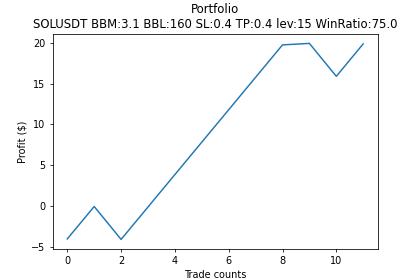 Portfolio
SOLUSDT BBM:3.1 BBL:160 SL:0.4 TP:0.4 lev:15 WinRatio:75.0
20
15
10
5
0
−5
Profit ($)
0 2 4 6 8 10
Trade counts